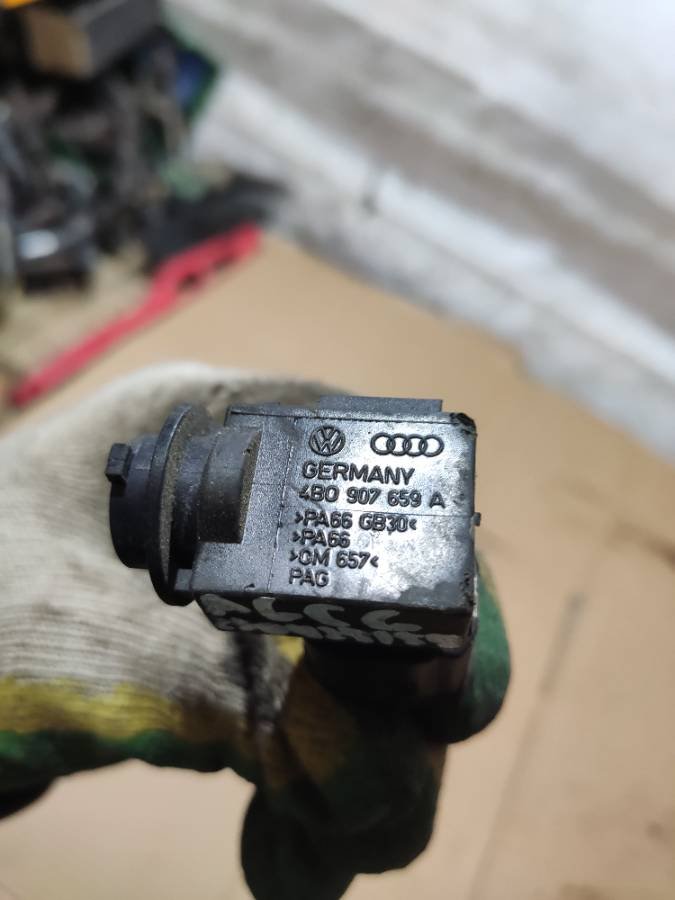 GERMANY
4B0 907 659 A
>PA66 GB30<
>PA66
>CM 657<
PAG